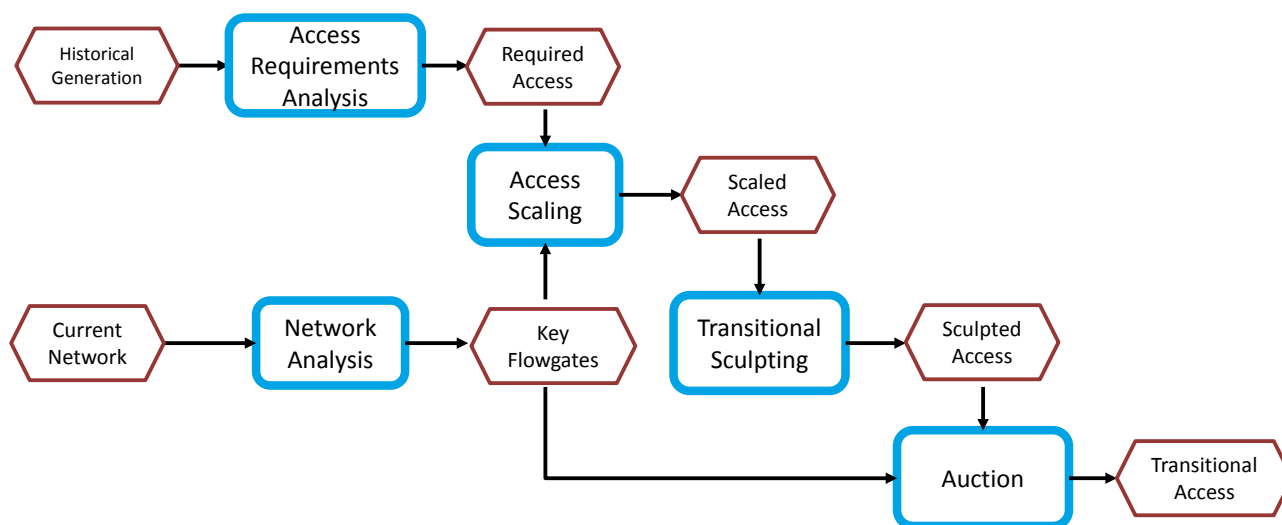 Historical
Generation
Access
Requirements
Analysis
Required
Access
Access
Scaling
Scaled
Access
Current
Network
Network
Analysis
Key
Flowgates
Transitional
Sculpting
Sculpted
Access
Auction
Transitional
Access